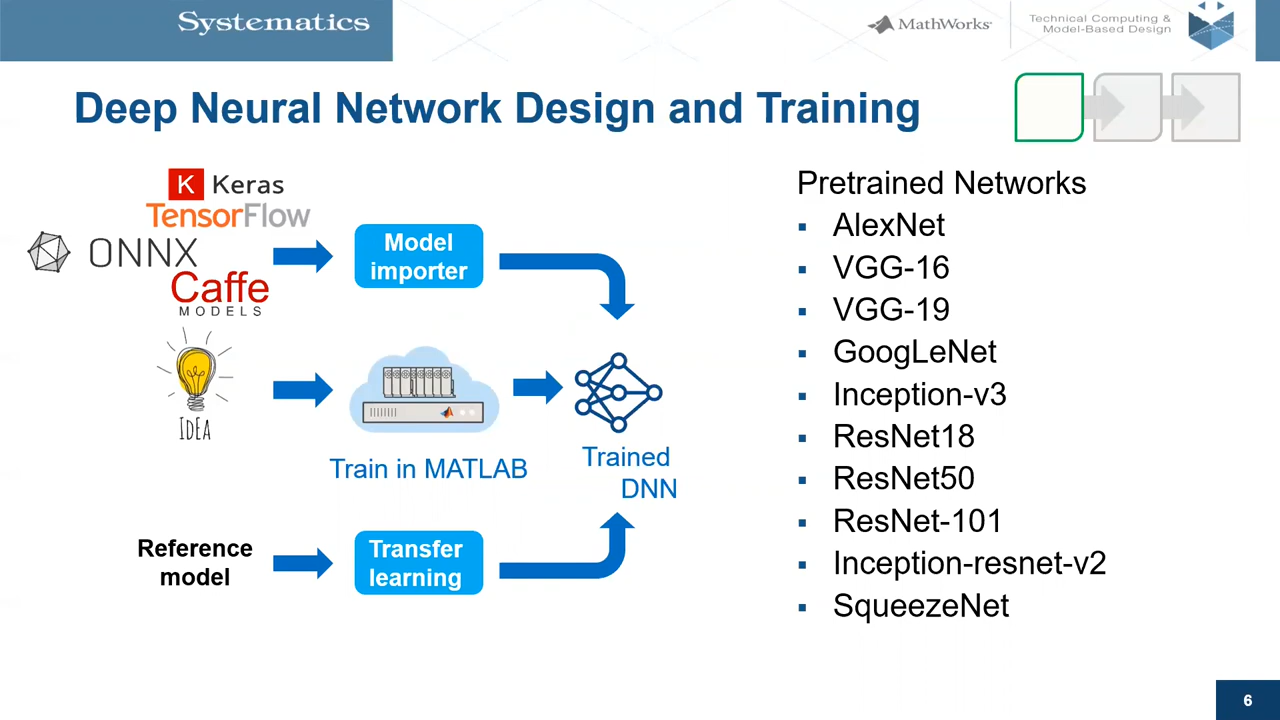 Systematics
MathWorks
Technical Computing &
Model-Based Design
Deep Neural Network Design and Training
K Keras
TensorFlow
ONNX
Caffe
MODELS
Model
importer
IDEA
Train in MATLAB
Trained
DNN
Reference
model
Transfer
learning
Pretrained Networks
▪ AlexNet
▪ VGG-16
▪ VGG-19
▪ GoogLeNet
▪ Inception-v3
▪ ResNet18
▪ ResNet50
▪ ResNet-101
▪ Inception-resnet-v2
▪ SqueezeNet
6